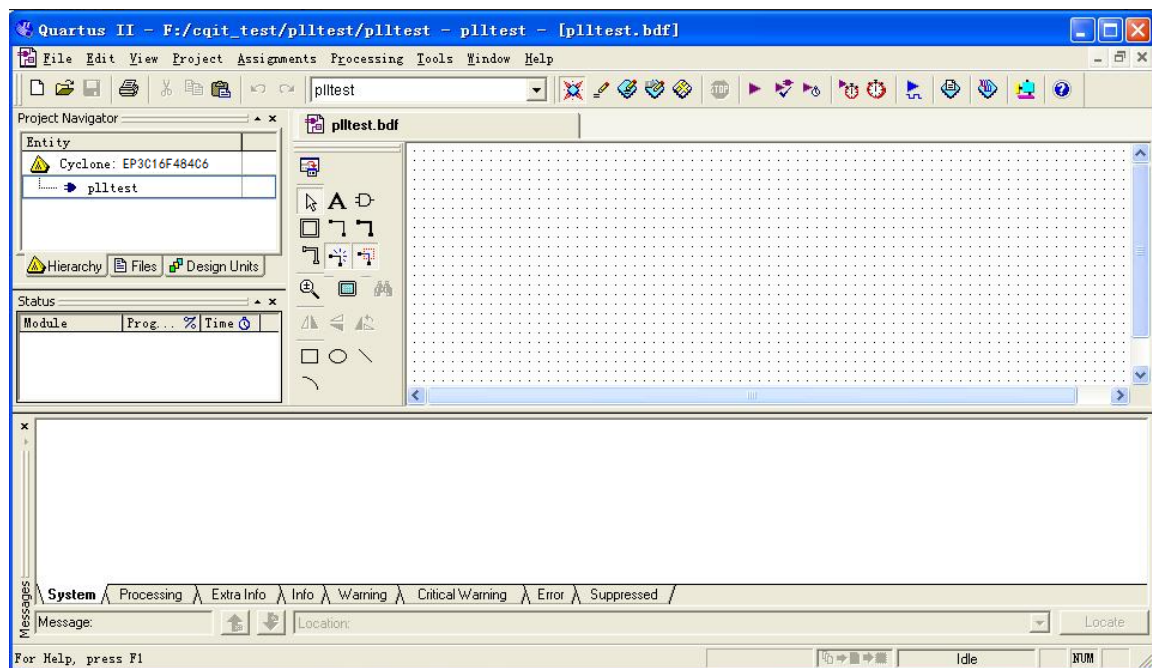 Quartus II - F:/cqit_test/plltest/plltest - plltest - [plltest.bdf]
File Edit View Project Assignments Processing Tools Window Help
plltest
STOP
Project Navigator
plltest.bdf
Entity
Cyclone: EP3C16F484C6
plltest
A
Hierarchy Files Design Units
Status
Module Prog... % Time
System Processing Extra Info Info Warning Critical Warning Error Suppressed
Messages
Message: Location: Locate
For Help, press F1 Idle NUM